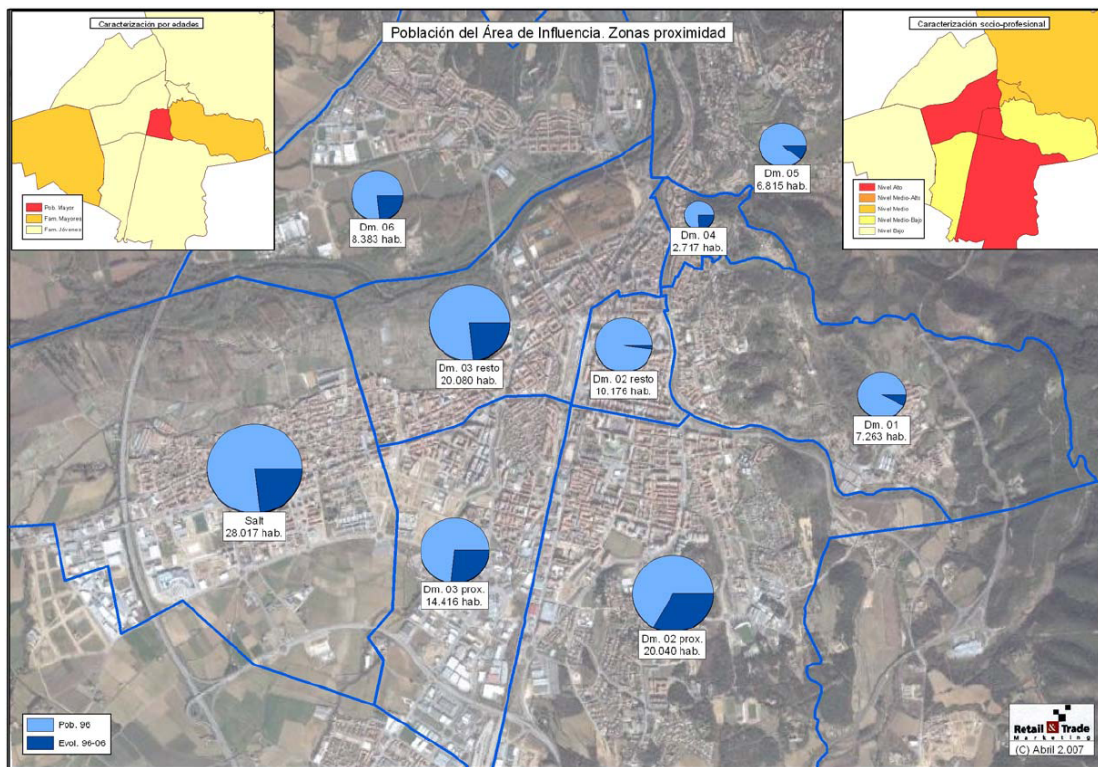 Caracterización por edades
Pob. Mayor
Fam. Mayores
Fam. Jóvenes
Población del Área de Influencia. Zonas proximidad
Caracterización socio-profesional
Nivel Alto
Nivel Medio-Alto
Nivel Medio
Nivel Medio-Bajo
Nivel Bajo
Dm. 05
6.815 hab.
Dm. 06
8.383 hab.
Dm. 04
2.717 hab.
Dm. 03 resto
20.080 hab.
Dm. 02 resto
10.176 hab.
Dm. 01
7.263 hab.
Salt
28.017 hab.
Dm. 03 prox.
14.416 hab.
Dm. 02 prox.
20.040 hab.
Pob. 96
Evol. 96-06
Retail & Trade
Marketing
(C) Abril 2.007